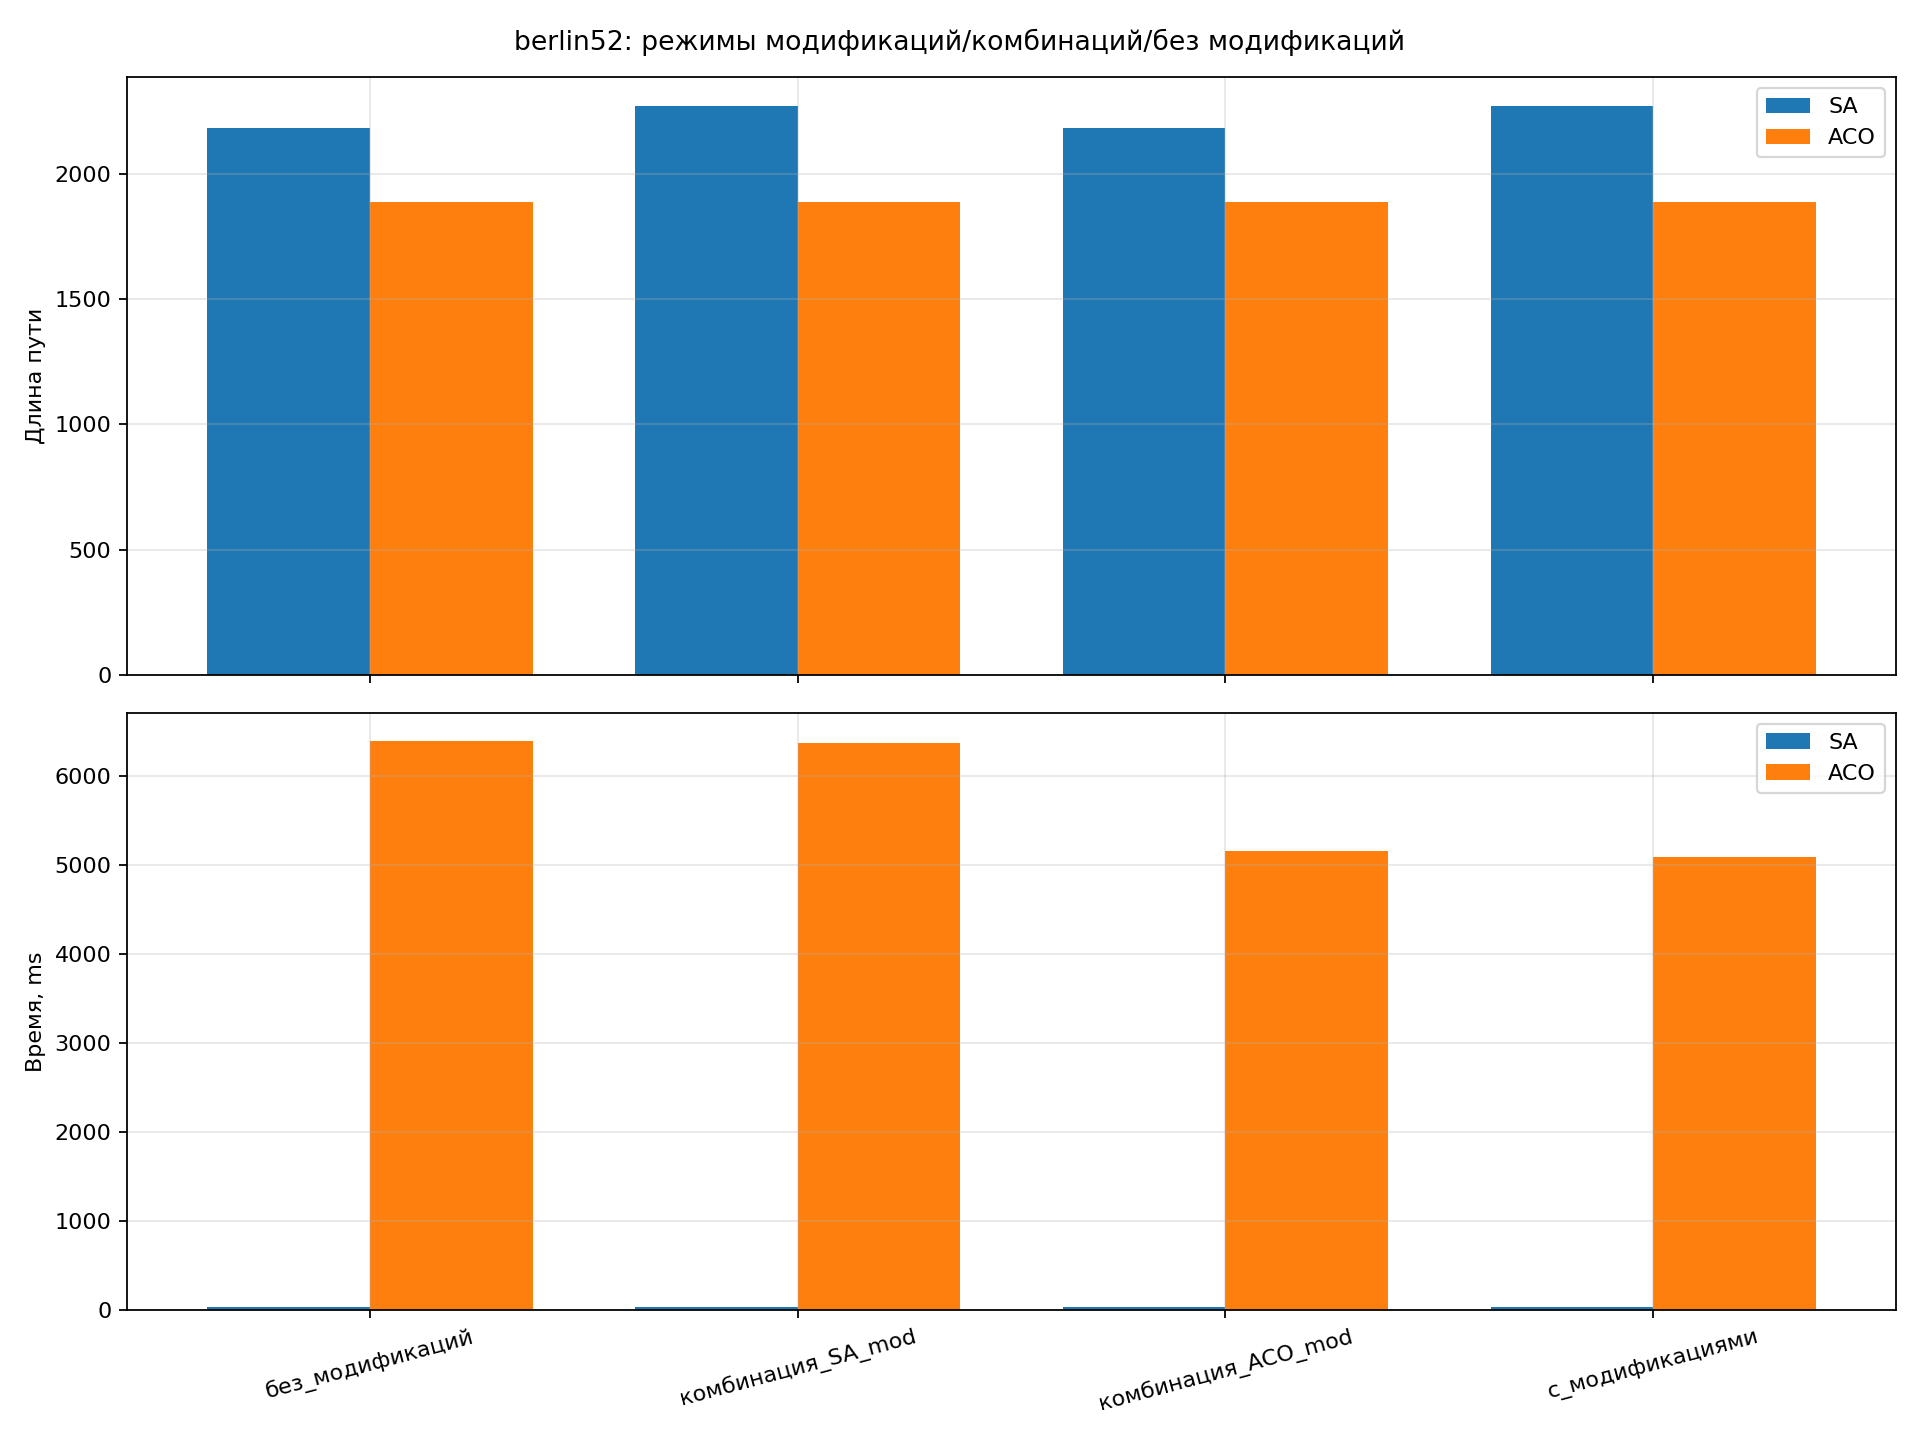 berlin52: режимы модификаций/комбинаций/без модификаций
Длина пути
2000
1500
1000
500
0
SA
ACO
Время, ms
6000
5000
4000
3000
2000
1000
0
SA
ACO
без_модификаций
комбинация_SA_mod
комбинация_ACO_mod
с_модификациями